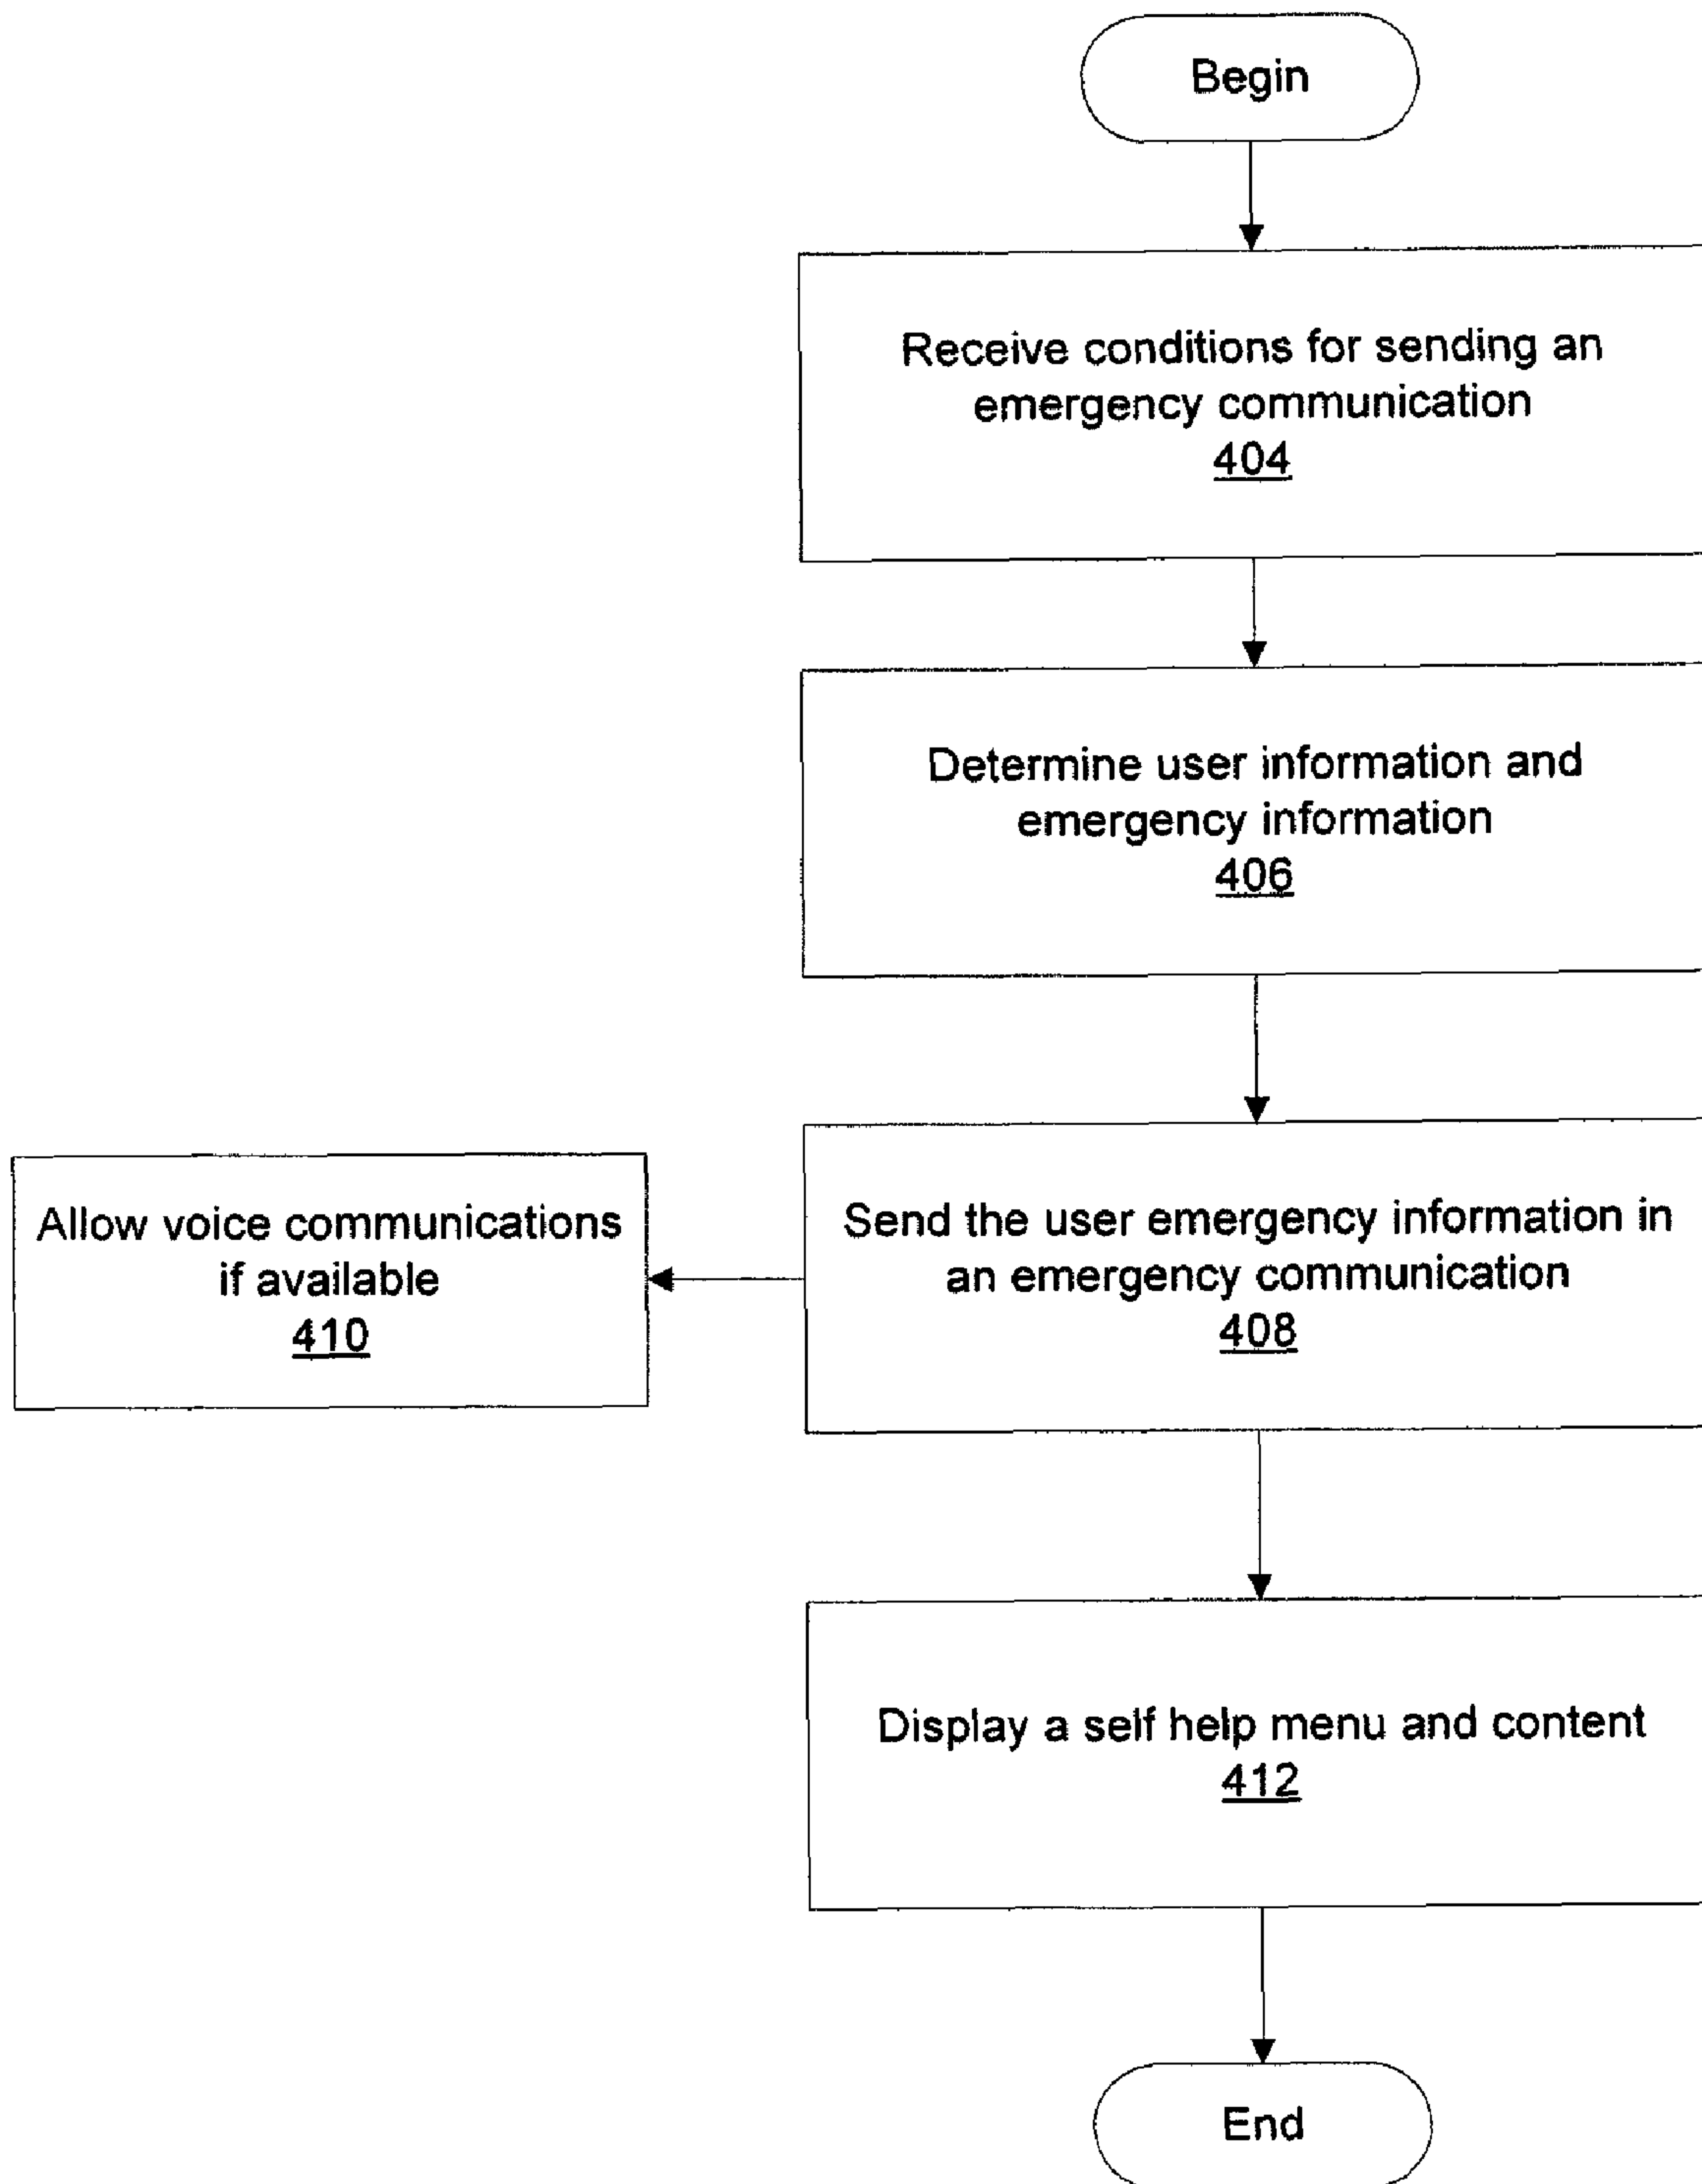 Begin
Receive conditions for sending an
emergency communication
404
Determine user information and
emergency information
406
Allow voice communications
if available
410
Send the user emergency information in
an emergency communication
408
Display a self help menu and content
412
End